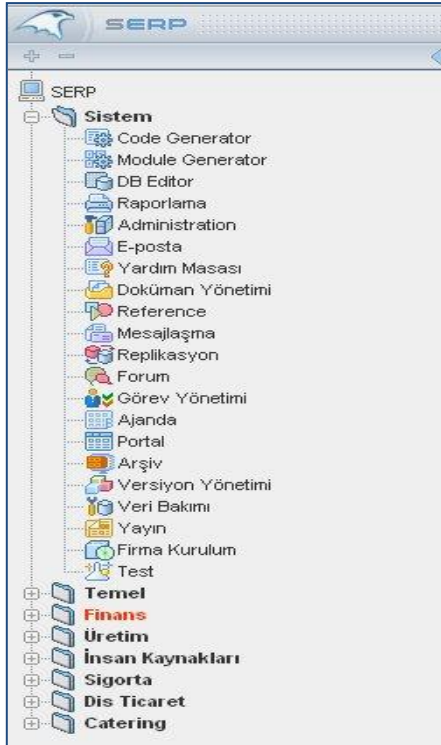 SERP
SERP
Sistem
Code Generator
Module Generator
DB Editor
Raporlama
Administration
E-posta
Yardım Masası
Doküman Yönetimi
Reference
Mesajlaşma
Replikasyon
Forum
Görev Yönetimi
Ajanda
Portal
Arşiv
Versiyon Yönetimi
Veri Bakımı
Yayın
Firma Kurulum
Test
Temel
Finans
Üretim
İnsan Kaynakları
Sigorta
Dis Ticaret
Catering